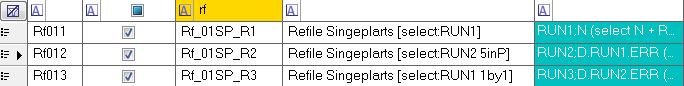 rf
Rf011 Rf_01SP_R1 Refile Singeplarts [select:RUN1] RUN1;N (select N + R...
Rf012 Rf_01SP_R2 Refile Singeplarts [select:RUN2 5inP) RUN2;D.RUN1.ERR (...
Rf013 Rf_01SP_R3 Refile Singeplarts [select:RUN1 1by1] RUN3;D.RUN2.ERR (...